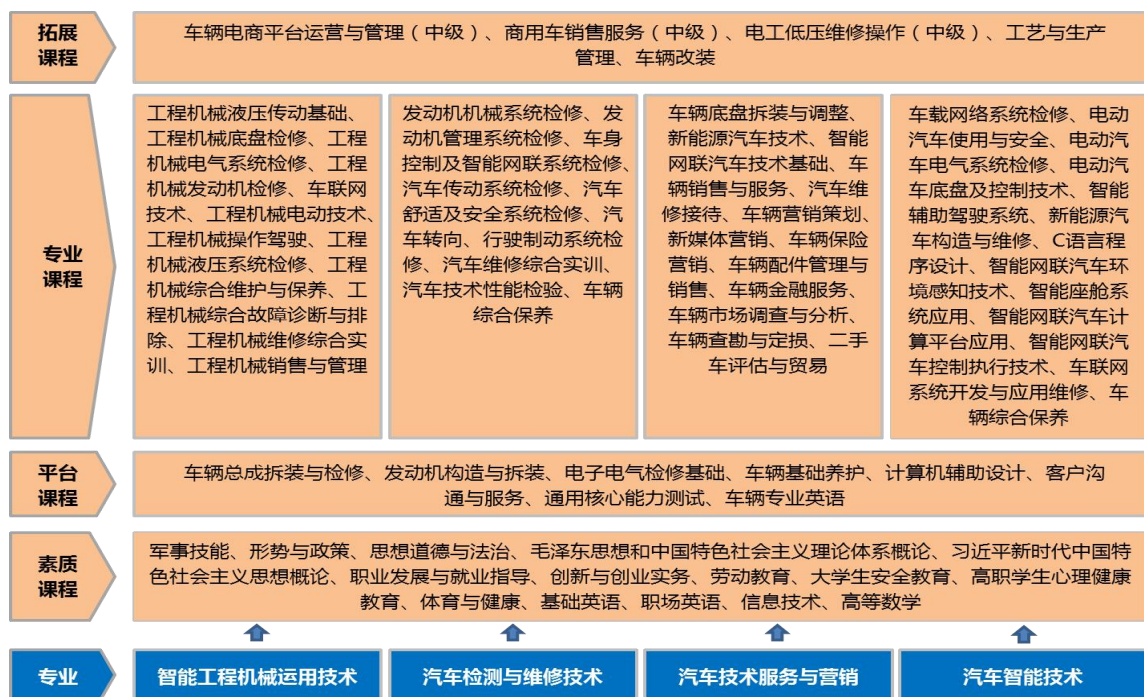 拓展
课程
车辆电商平台运营与管理（中级）、商用车销售服务（中级）、电工低压维修操作（中级）、工艺与生产
管理、车辆改装
专业
课程
工程机械液压传动基础、
工程机械底盘检修、工程
机械电气系统检修、工程
机械发动机检修、车联网
技术、工程机械电动技术、
工程机械操作驾驶、工程
机械液压系统检修、工程
机械综合维护与保养、工
程机械综合故障诊断与排
除、工程机械维修综合实
训、工程机械销售与管理
发动机机械系统检修、发
动机管理系统检修、车身
控制及智能网联系统检修、
汽车传动系统检修、汽车
舒适及安全系统检修、汽
车转向、行驶制动系统检
修、汽车维修综合实训、
汽车技术性能检验、车辆
综合保养
车辆底盘拆装与调整、
新能源汽车技术、智能
网联汽车技术基础、车
辆销售与服务、汽车维
修接待、车辆营销策划、
新媒体营销、车辆保险
营销、车辆配件管理与
销售、车辆金融服务、
车辆市场调查与分析、
车辆查勘与定损、二手
车评估与贸易
车载网络系统检修、电动
汽车使用与安全、电动汽
车电气系统检修、电动汽
车底盘及控制技术、智能
辅助驾驶系统、新能源汽
车构造与维修、C语言程
序设计、智能网联汽车环
境感知技术、智能座舱系
统应用、智能网联汽车计
算平台应用、智能网联汽
车控制执行技术、车联网
系统开发与应用维修、车
辆综合保养
平台
课程
车辆总成拆装与检修、发动机构造与拆装、电子电气检修基础、车辆基础养护、计算机辅助设计、客户沟
通与服务、通用核心能力测试、车辆专业英语
素质
课程
军事技能、形势与政策、思想道德与法治、毛泽东思想和中国特色社会主义理论体系概论、习近平新时代中国特
色社会主义思想概论、职业发展与就业指导、创新与创业实务、劳动教育、大学生安全教育、高职学生心理健康
教育、体育与健康、基础英语、职场英语、信息技术、高等数学
专业
智能工程机械运用技术
汽车检测与维修技术
汽车技术服务与营销
汽车智能技术